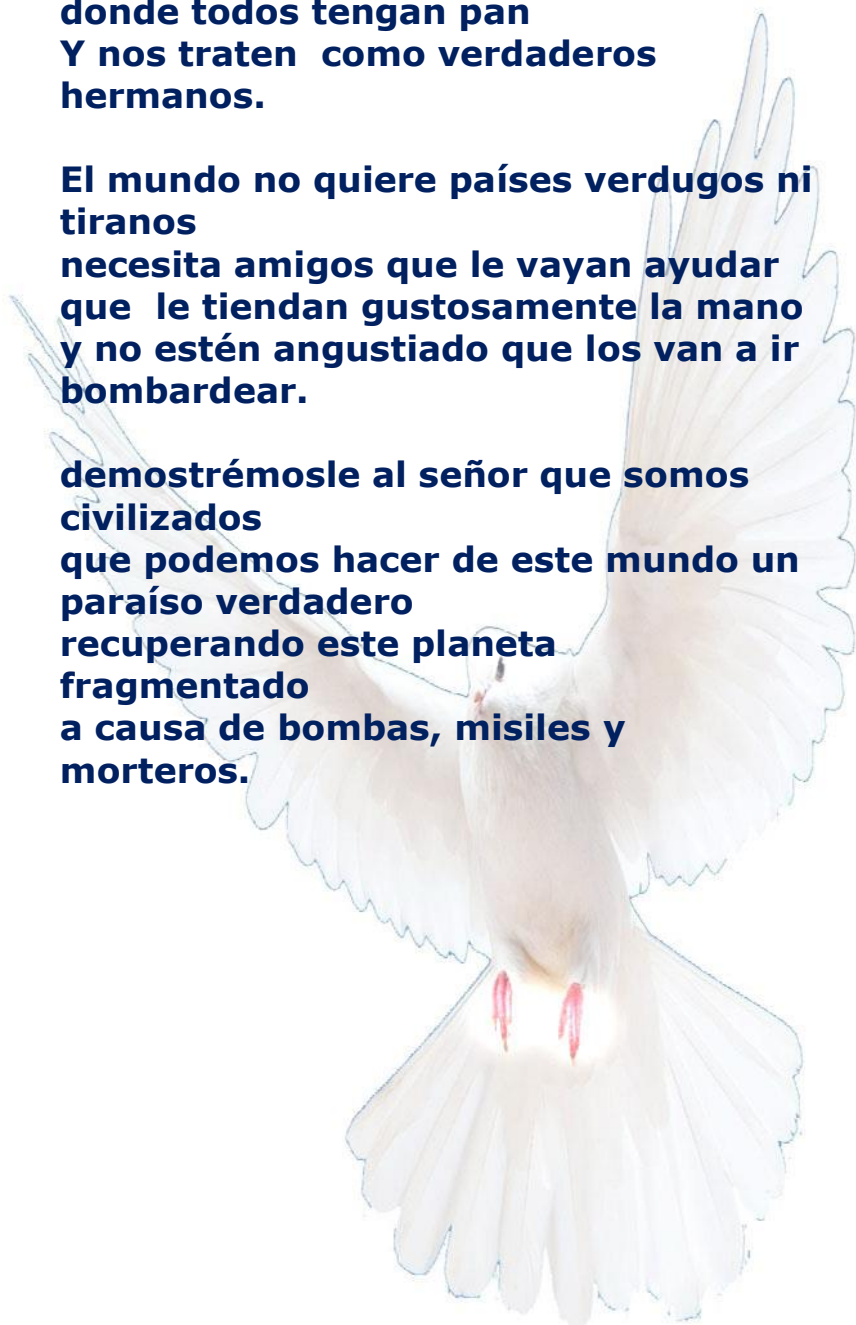 donde todos tengan pan
Y nos traten  como verdaderos
hermanos.

El mundo no quiere países verdugos ni
tiranos
necesita amigos que le vayan ayudar
que  le tiendan gustosamente la mano
y no estén angustiado que los van a ir
bombardear.

demostrémosle al señor que somos
civilizados
que podemos hacer de este mundo un
paraíso verdadero
recuperando este planeta
fragmentado
a causa de bombas, misiles y
morteros.